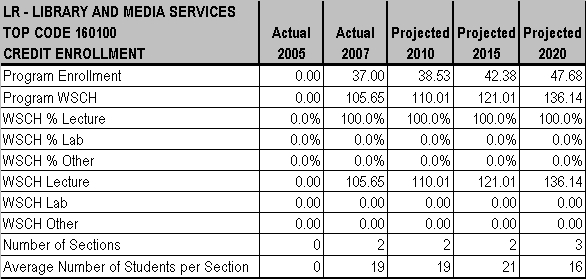 LR - LIBRARY AND MEDIA SERVICES
TOP CODE 160100 Actual Actual Projected Projected Projected
CREDIT ENROLLMENT 2005 2007 2010 2015 2020
Program Enrollment 0.00 37.00 38.53 42.38 47.68
Program WSCH 0.00 105.65 110.01 121.01 136.14
WSCH % Lecture 0.0% 100.0% 100.0% 100.0% 100.0%
WSCH % Lab 0.0% 0.0% 0.0% 0.0% 0.0%
WSCH % Other 0.0% 0.0% 0.0% 0.0% 0.0%
WSCH Lecture 0.00 105.65 110.01 121.01 136.14
WSCH Lab 0.00 0.00 0.00 0.00 0.00
WSCH Other 0.00 0.00 0.00 0.00 0.00
Number of Sections 0 2 2 2 3
Average Number of Students per Section 0 19 19 21 16